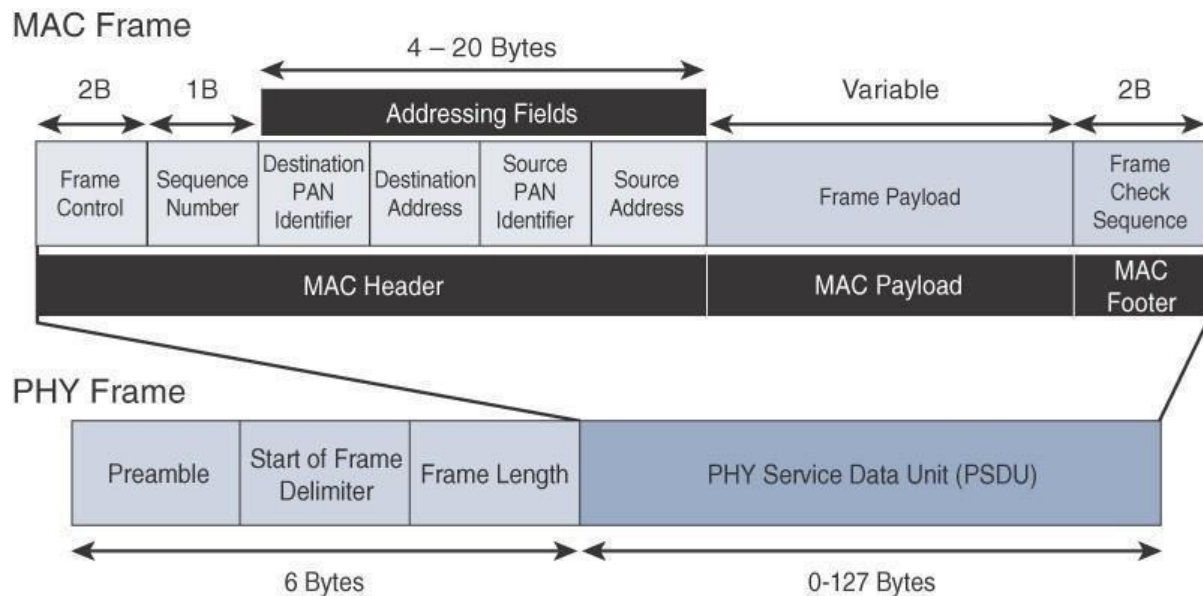 MAC Frame
4 – 20 Bytes
2B
1B
Addressing Fields
Variable
2B
Frame
Control
Sequence
Number
Destination
PAN
Identifier
Destination
Address
Source
PAN
Identifier
Source
Address
Frame Payload
Frame
Check
Sequence
MAC Header
MAC Payload
MAC
Footer
PHY Frame
Preamble
Start of Frame
Delimiter
Frame Length
PHY Service Data Unit (PSDU)
6 Bytes
0-127 Bytes